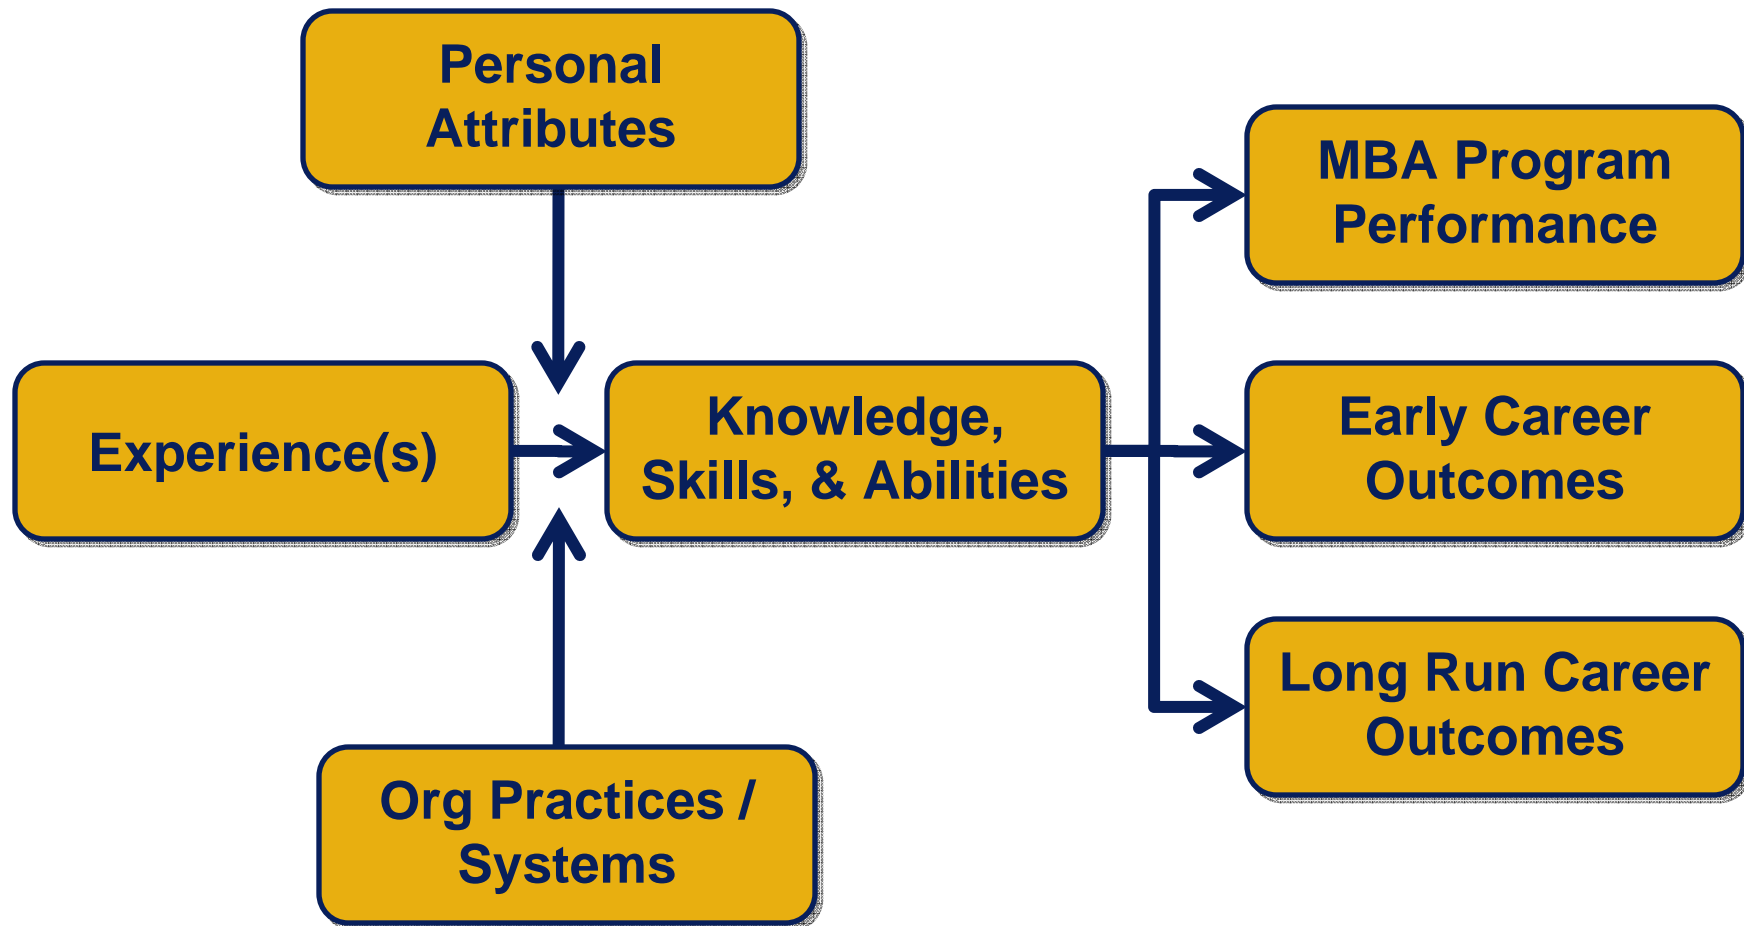 Personal
Attributes
MBA Program
Performance
Experience(s)
Knowledge,
Skills, & Abilities
Early Career
Outcomes
Long Run Career
Outcomes
Org Practices /
Systems